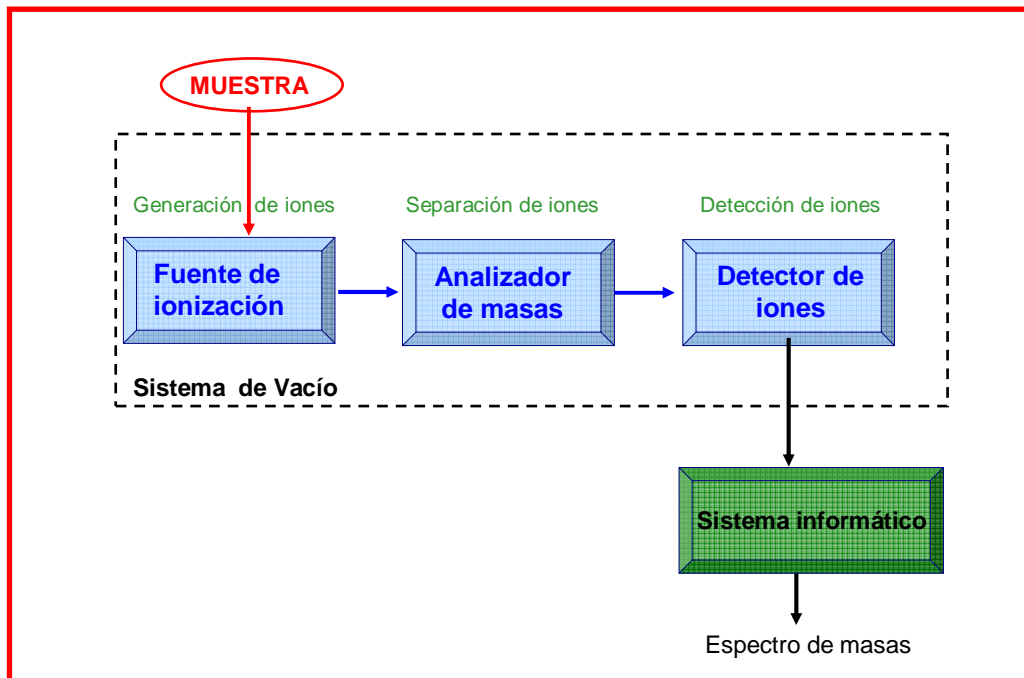 MUESTRA
Generación de iones
Separación de iones
Detección de iones
Fuente de
ionización
Analizador
de masas
Detector de
iones
Sistema de Vacío
Sistema informático
Espectro de masas